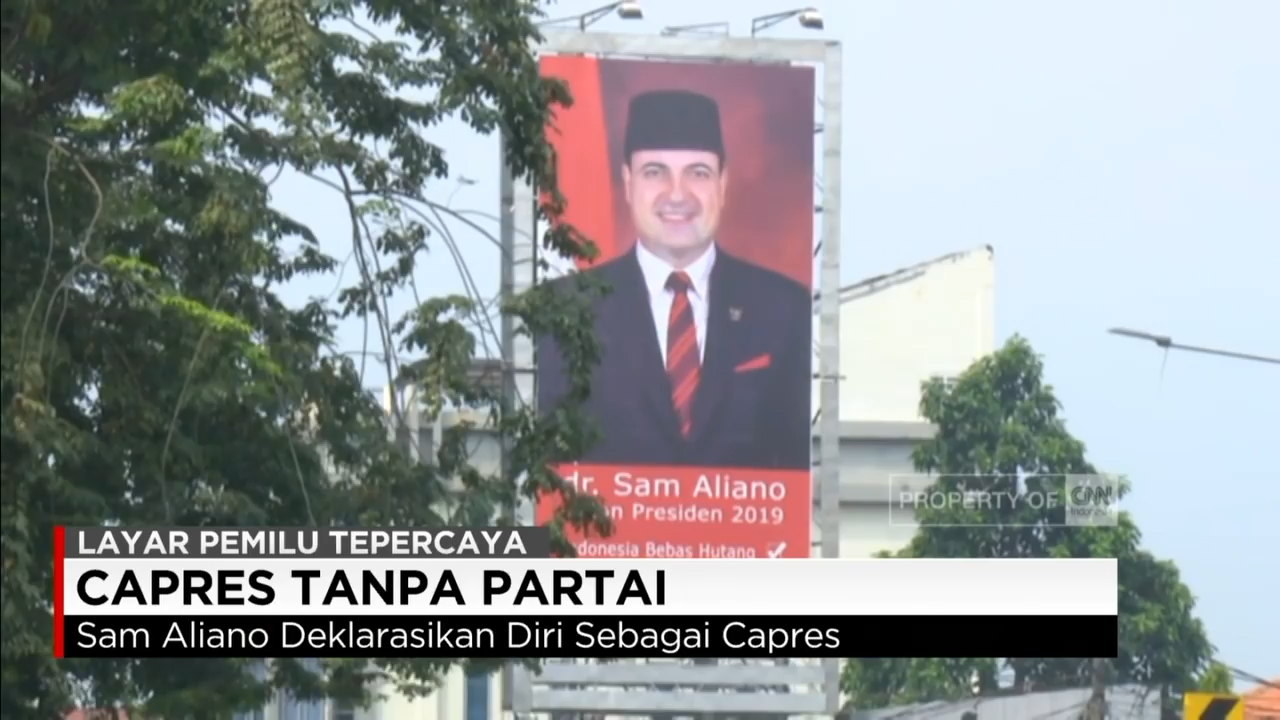 dr. Sam Aliano
on Presiden 2019
Indonesia Bebas Hutang
PROPERTY OF CNN
Indonesia
LAYAR PEMILU TEPERCAYA
CAPRES TANPA PARTAI
Sam Aliano Deklarasikan Diri Sebagai Capres